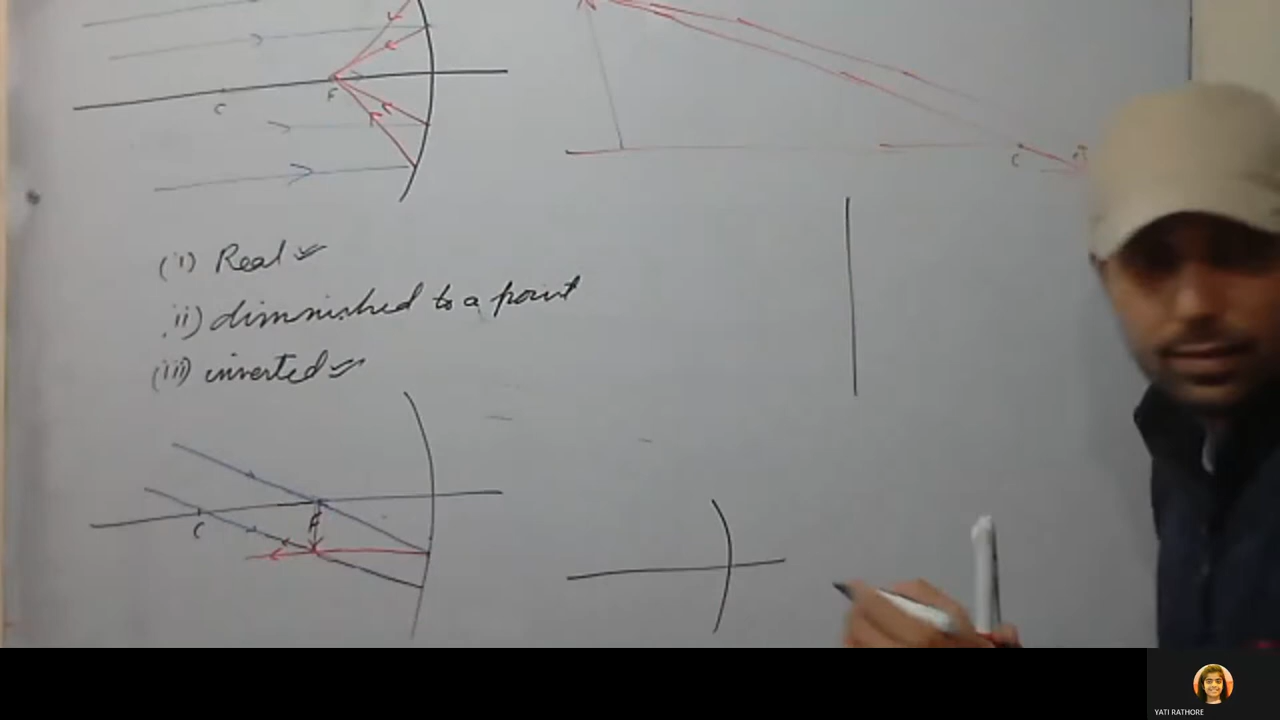 C F
C
(i) Real
ii) diminished to a point
(iii) inverted
C F
YATI RATHORE